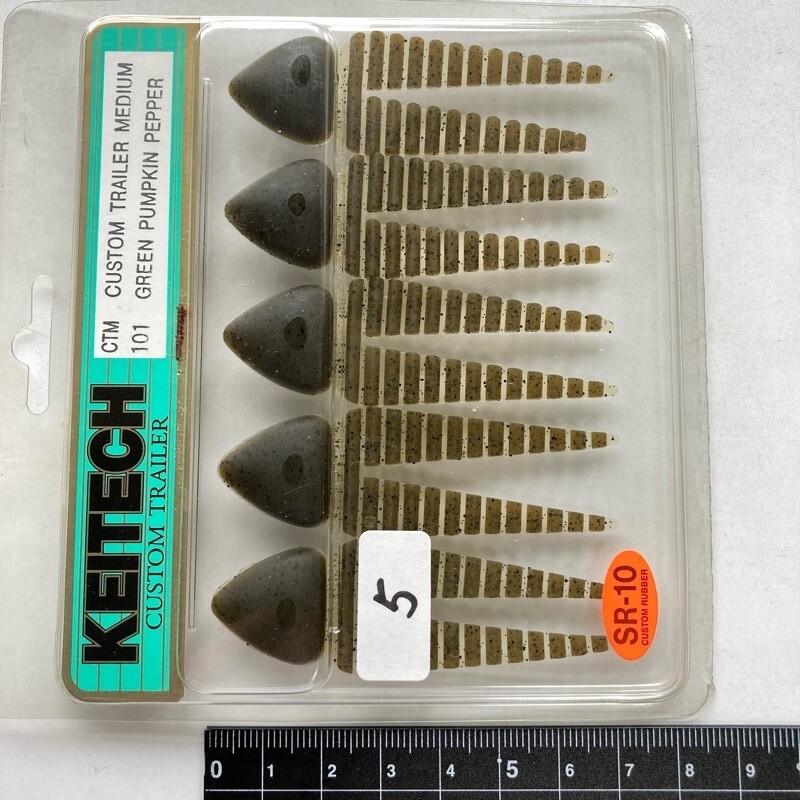 CTM CUSTOM TRAILER MEDIUM
101 GREEN PUMPKIN PEPPER
KEITECH
CUSTOM TRAILER
5
SR-10
CUSTOM RUBBER
0 1 2 3 4 5 6 7 8 9